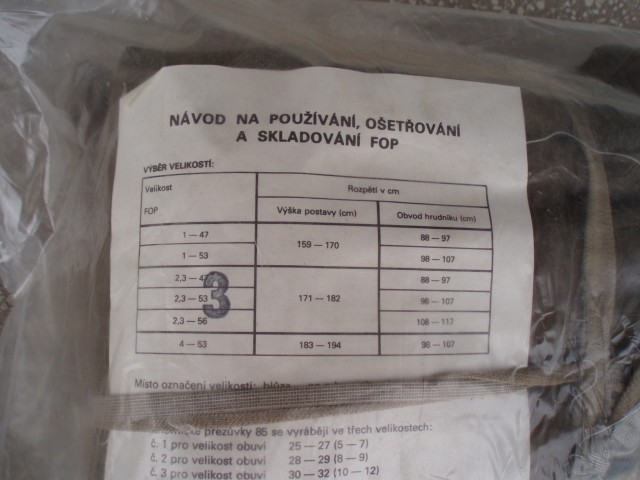 NÁVOD NA POUŽÍVÁNÍ, OŠETŘOVÁNÍ
A SKLADOVÁNÍ FOP
VÝBĚR VELIKOSTÍ:
Velikost
FOP
Rozpětí v cm
Výška postavy (cm)
Obvod hrudníku (cm)
1 — 47
159 — 170
88 — 97
1 — 53
98 — 107
2,3 — 47
171 — 182
88 — 97
2,3 — 53
98 — 107
2,3 — 56
108 — 117
3
4 — 53
183 — 194
98 — 107
Místo označení velikostí: blůza
přezůvky 85 se vyrábějí ve třech velikostech:
č. 1 pro velikost obuvi 25 — 27 (5 — 7)
č. 2 pro velikost obuvi 28 — 29 (8 — 9)
č. 3 pro velikost obuvi 30 — 32 (10 — 12)